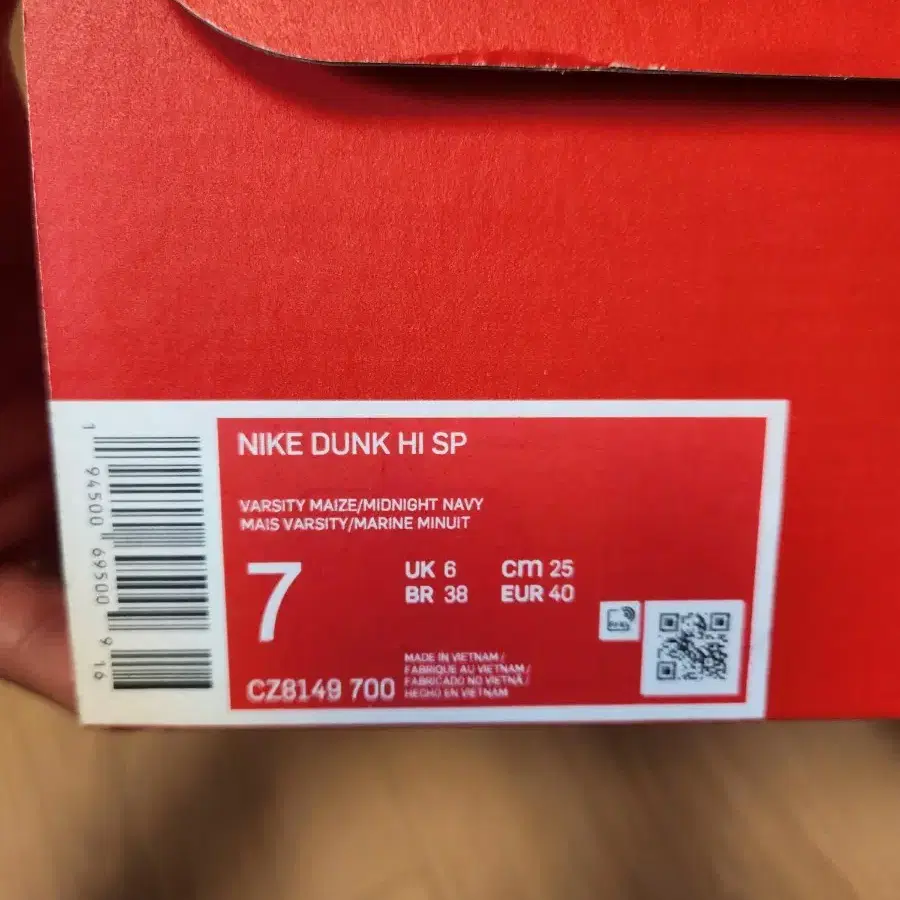 NIKE DUNK HI SP
VARSITY MAIZE/MIDNIGHT NAVY
MAIS VARSITY/MARINE MINUIT
7
UK 6 cm 25
BR 38 EUR 40
CZ8149 700
MADE IN VIETNAM /
FABRIQUE AU VIETNAM /
FABRICADO NO VIETNÃ /
HECHO EN VIETNAM
1 94500 69500 9 16